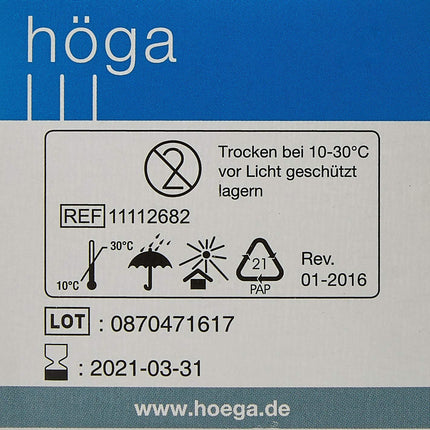 höga
2
Trocken bei 10-30°C
vor Licht geschützt
lagern
REF 11112682
30°C
10°C
21
PAP
Rev.
01-2016
LOT : 0870471617
: 2021-03-31
www.hoega.de